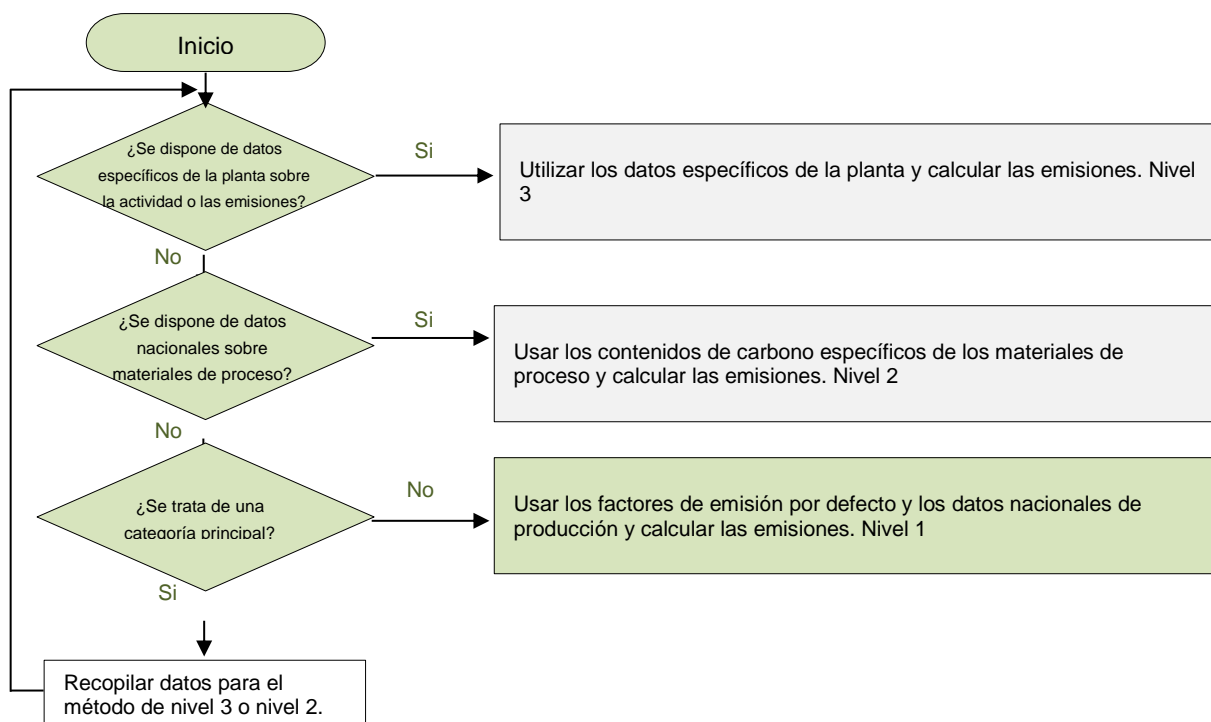 Inicio
¿Se dispone de datos
específicos de la planta sobre
la actividad o las emisiones?
Si
Utilizar los datos específicos de la planta y calcular las emisiones. Nivel
3
No
¿Se dispone de datos
nacionales sobre
materiales de proceso?
Si
Usar los contenidos de carbono específicos de los materiales de
proceso y calcular las emisiones. Nivel 2
No
¿Se trata de una
categoría principal?
No
Usar los factores de emisión por defecto y los datos nacionales de
producción y calcular las emisiones. Nivel 1
Si
Recopilar datos para el
método de nivel 3 o nivel 2.